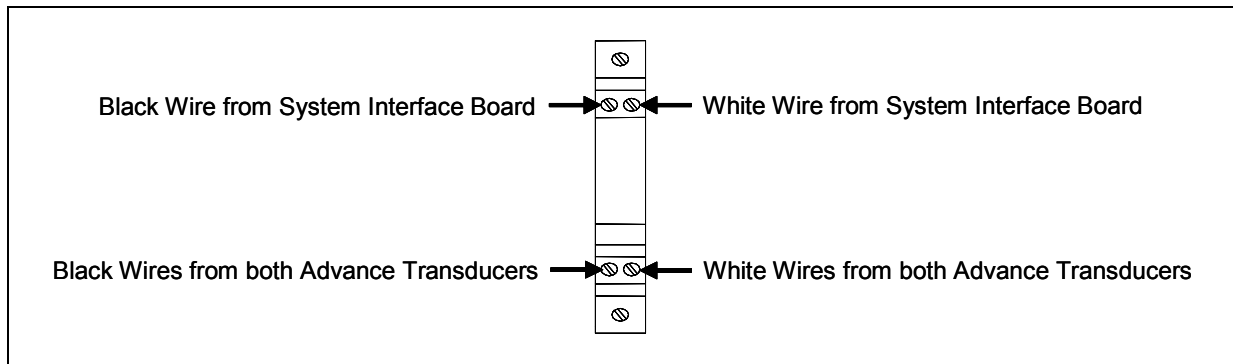 Black Wire from System Interface Board
White Wire from System Interface Board
Black Wires from both Advance Transducers
White Wires from both Advance Transducers